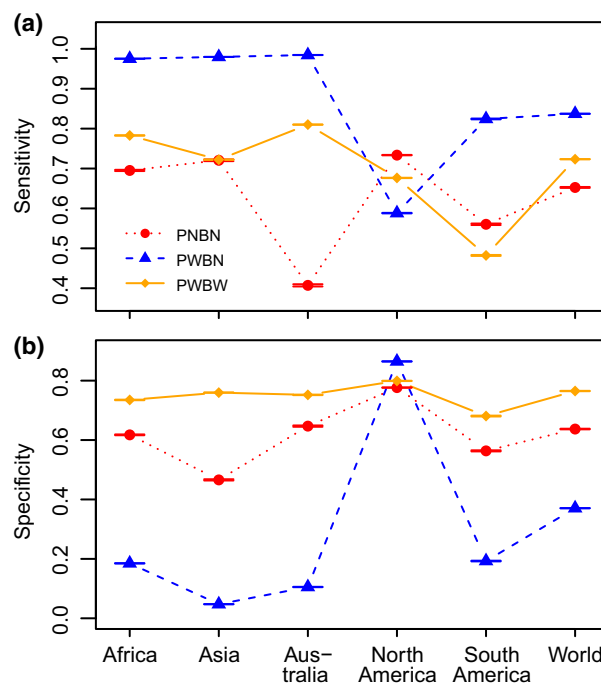 (a)
Sensitivity
1.0
0.9
0.8
0.7
0.6
0.5
0.4
PNBN
PWBN
PWBW
(b)
Specificity
0.8
0.6
0.4
0.2
0.0
Africa
Asia
Aus−
tralia
North
America
South
America
World